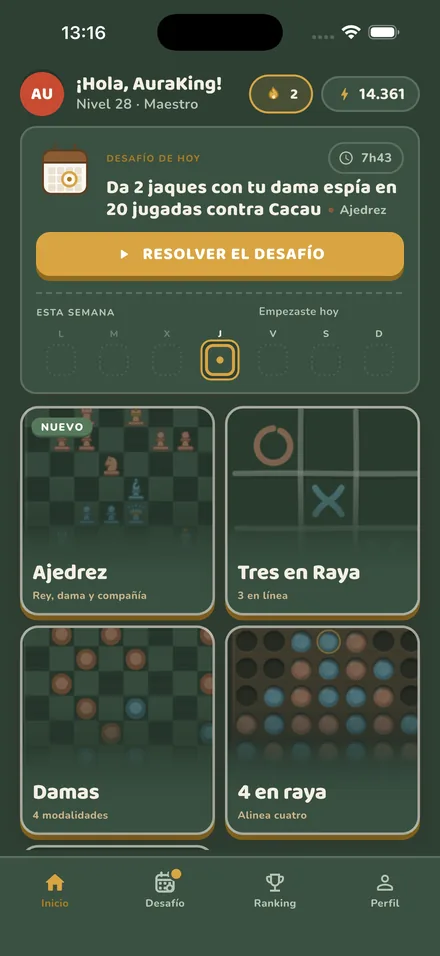 13:16
AU
¡Hola, AuraKing!
Nivel 28 · Maestro
2
14.361
DESAFÍO DE HOY
7h43
Da 2 jaques con tu dama espía en
20 jugadas contra Cacau • Ajedrez
RESOLVER EL DESAFÍO
ESTA SEMANA
Empezaste hoy
L M X J V S D
NUEVO
Ajedrez
Rey, dama y compañía
Tres en Raya
3 en línea
Damas
4 modalidades
4 en raya
Alinea cuatro
Inicio
Desafío
Ranking
Perfil